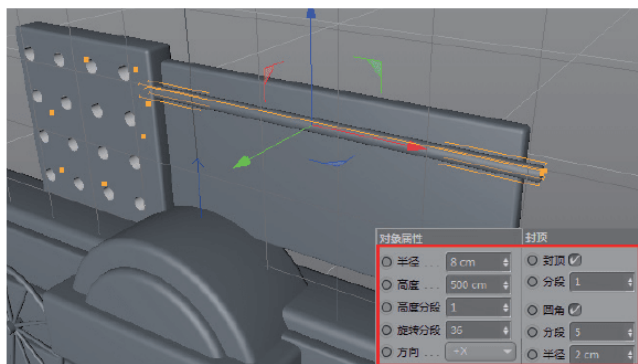 对象属性
封顶
半径 8 cm
封顶
高度 500 cm
分段 1
高度分段 1
圆角
旋转分段 36
分段 5
方向 +X
半径 2 cm